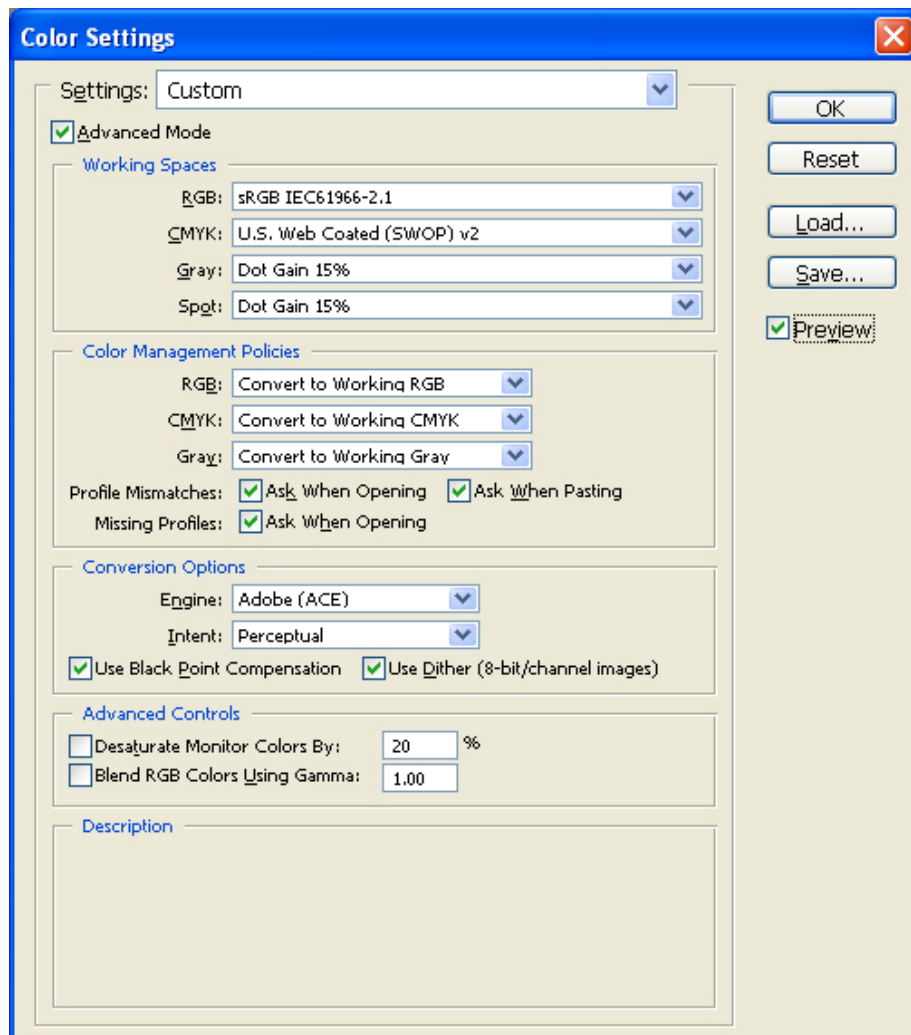 Color Settings
Settings: Custom
OK
Advanced Mode
Reset
Working Spaces
RGB: sRGB IEC61966-2.1
CMYK: U.S. Web Coated (SWOP) v2
Load...
Gray: Dot Gain 15%
Save...
Spot: Dot Gain 15%
Preview
Color Management Policies
RGB: Convert to Working RGB
CMYK: Convert to Working CMYK
Gray: Convert to Working Gray
Profile Mismatches: Ask When Opening Ask When Pasting
Missing Profiles: Ask When Opening
Conversion Options
Engine: Adobe (ACE)
Intent: Perceptual
Use Black Point Compensation Use Dither (8-bit/channel images)
Advanced Controls
Desaturate Monitor Colors By: 20 %
Blend RGB Colors Using Gamma: 1.00
Description